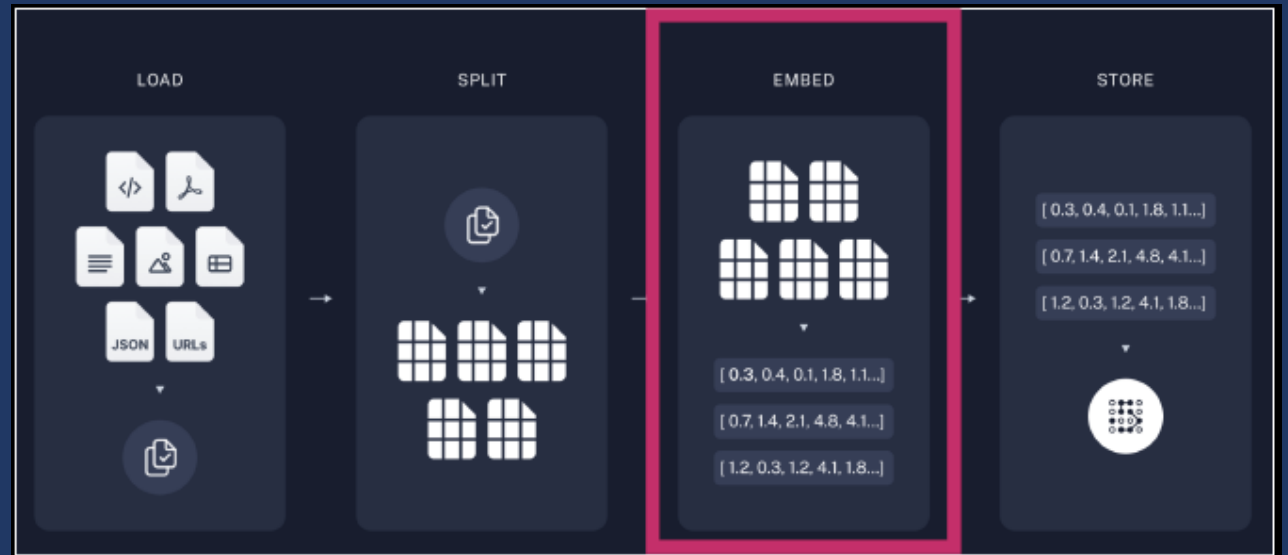 LOAD
</>
JSON
URLs
SPLIT
EMBED
[ 0.3, 0.4, 0.1, 1.8, 1.1...]
[ 0.7, 1.4, 2.1, 4.8, 4.1...]
[ 1.2, 0.3, 1.2, 4.1, 1.8...]
STORE
[ 0.3, 0.4, 0.1, 1.8, 1.1...]
[ 0.7, 1.4, 2.1, 4.8, 4.1...]
[ 1.2, 0.3, 1.2, 4.1, 1.8...]